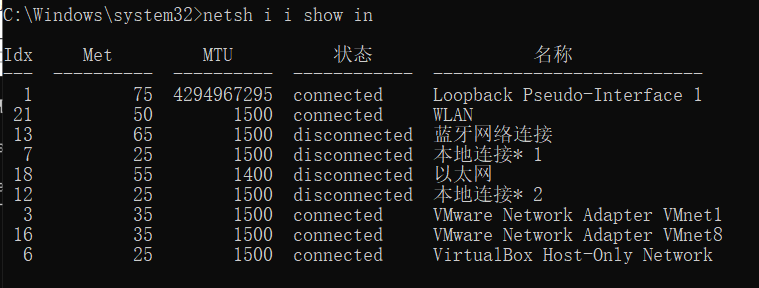 C:\Windows\system32>netsh i i show in
Idx Met MTU 状态 名称
--- ---------- ---------- ------------ ---------------------------
1 75 4294967295 connected Loopback Pseudo-Interface 1
21 50 1500 connected WLAN
13 65 1500 disconnected 蓝牙网络连接
7 25 1500 disconnected 本地连接* 1
18 55 1400 disconnected 以太网
12 25 1500 disconnected 本地连接* 2
3 35 1500 connected VMware Network Adapter VMnet1
16 35 1500 connected VMware Network Adapter VMnet8
6 25 1500 connected VirtualBox Host-Only Network